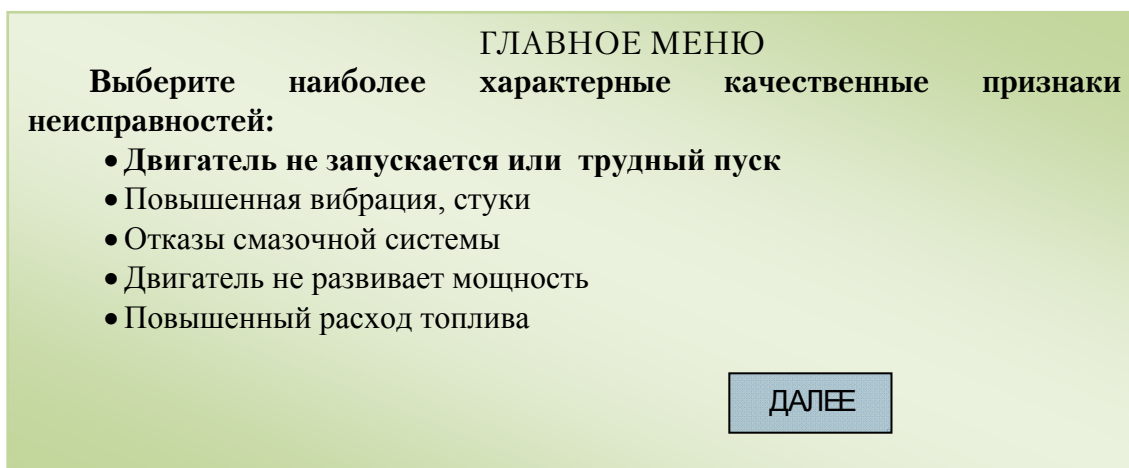 ГЛАВНОЕ МЕНЮ
Выберите наиболее характерные качественные признаки
неисправностей:
• Двигатель не запускается или трудный пуск
• Повышенная вибрация, стуки
• Отказы смазочной системы
• Двигатель не развивает мощность
• Повышенный расход топлива
ДАЛЕЕ